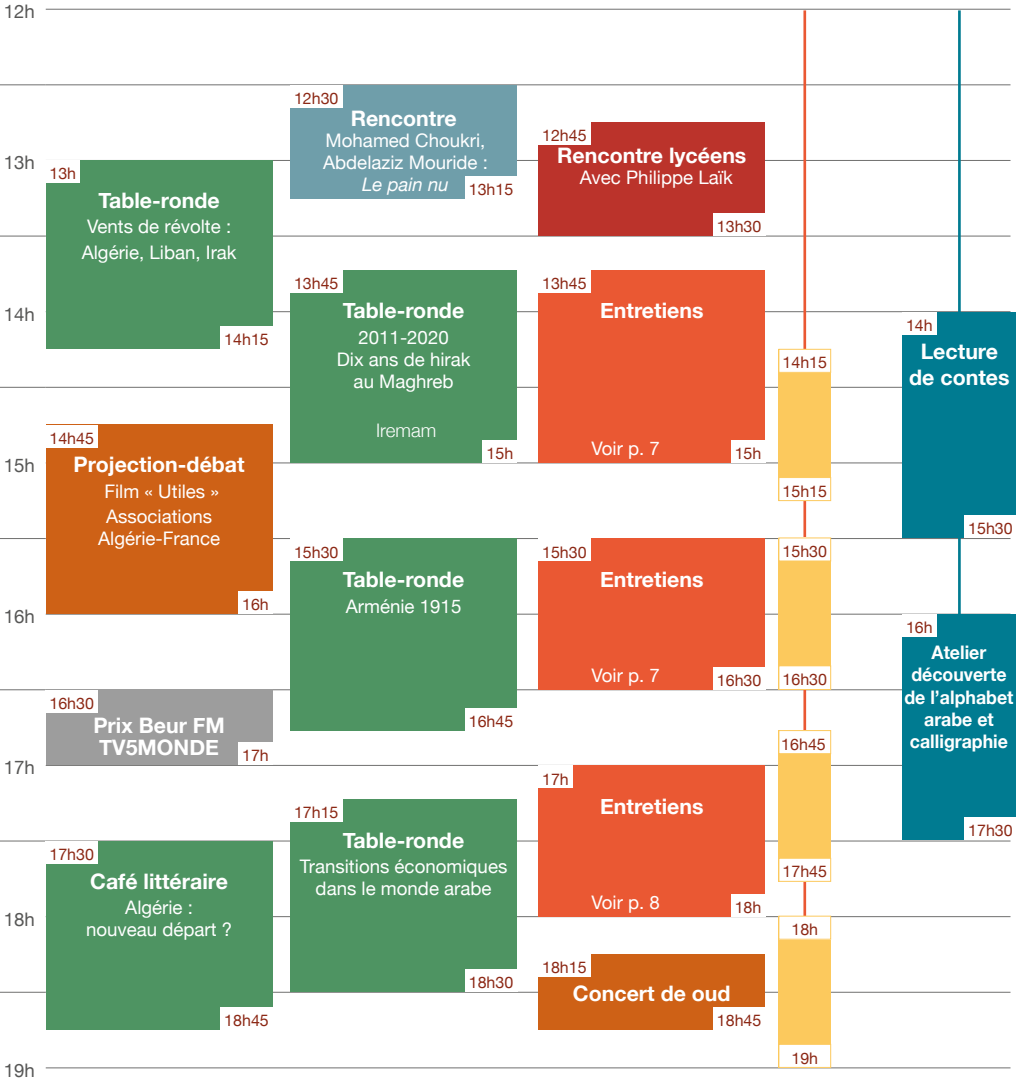 12h
13h
14h
15h
16h
17h
18h
19h
13h
Table-ronde
Vents de révolte :
Algérie, Liban, Irak
14h15
14h45
Projection-débat
Film « Utiles »
Associations
Algérie-France
16h
16h30
Prix Beur FM
TV5MONDE
17h
17h30
Café littéraire
Algérie :
nouveau départ ?
18h45
12h30
Rencontre
Mohamed Choukri,
Abdelaziz Mouride :
Le pain nu
13h15
13h45
Table-ronde
2011-2020
Dix ans de hirak
au Maghreb
Iremam
15h
15h30
Table-ronde
Arménie 1915
16h45
17h15
Table-ronde
Transitions économiques
dans le monde arabe
18h30
12h45
Rencontre lycéens
Avec Philippe Laïk
13h30
13h45
Entretiens
Voir p. 7
15h
15h30
Entretiens
Voir p. 7
16h30
17h
Entretiens
Voir p. 8
18h
18h15
Concert de oud
18h45
14h15
15h15
15h30
16h30
16h45
17h45
18h
19h
14h
Lecture
de contes
15h30
16h
Atelier
découverte
de l’alphabet
arabe et
calligraphie
17h30